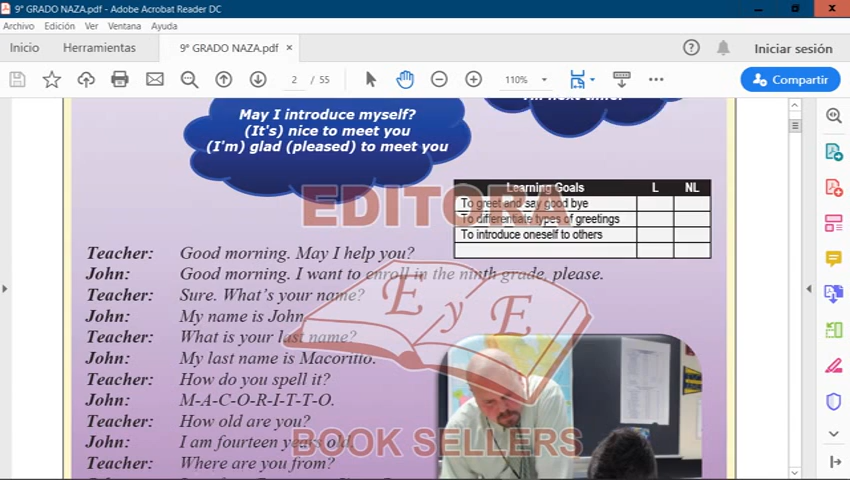 9° GRADO NAZA.pdf - Adobe Acrobat Reader DC
Archivo Edición Ver Ventana Ayuda
Inicio Herramientas 9° GRADO NAZA.pdf × Iniciar sesión
2 / 55 110% Compartir
May I introduce myself?
(It's) nice to meet you
(I'm) glad (pleased) to meet you
Learning Goals L NL
To greet and say good bye
To differentiate types of greetings
To introduce oneself to others
EDITORA
Teacher: Good morning. May I help you?
John: Good morning. I want to enroll in the ninth grade, please.
Teacher: Sure. What's your name?
John: My name is John.
Teacher: What is your last name?
John: My last name is Macoritto.
Teacher: How do you spell it?
John: M-A-C-O-R-I-T-T-O.
Teacher: How old are you?
John: I am fourteen years old.
Teacher: Where are you from?
E y E
BOOK SELLERS